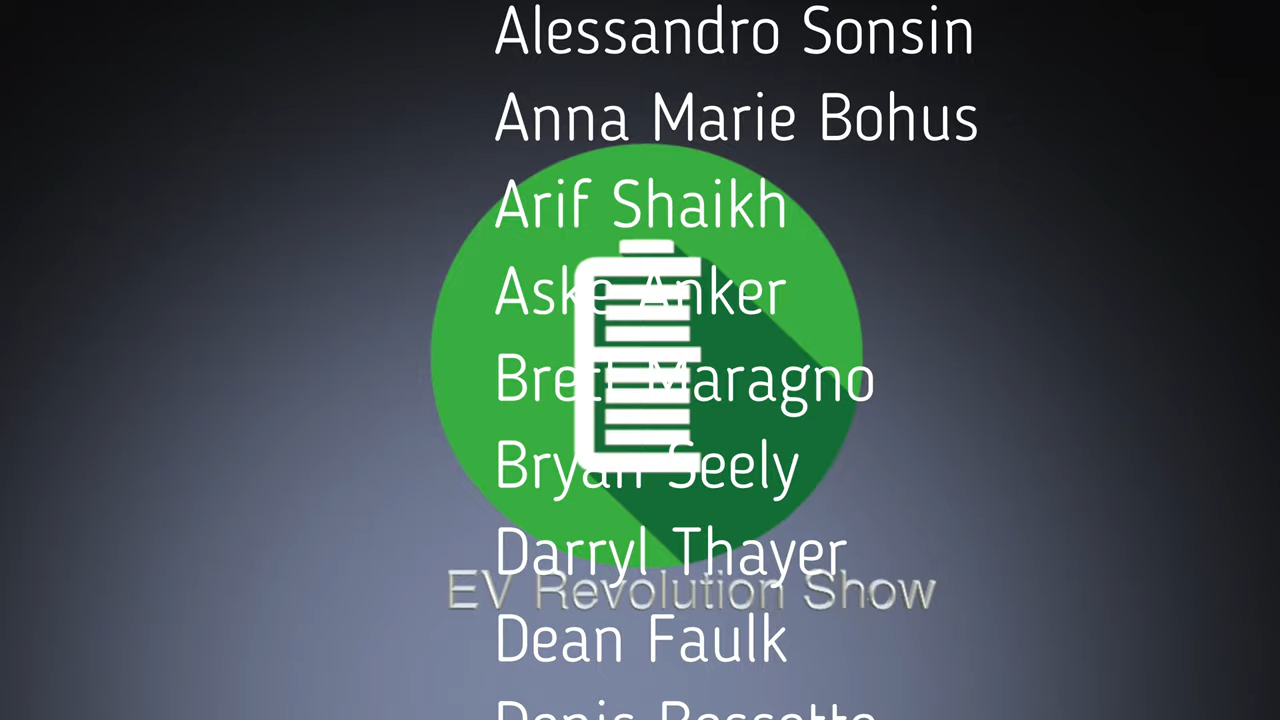 Alessandro Sonsin
Anna Marie Bohus
Arif Shaikh
Aske Anker
Brett Maragno
Bryan Seely
Darryl Thayer
EV Revolution Show
Dean Faulk